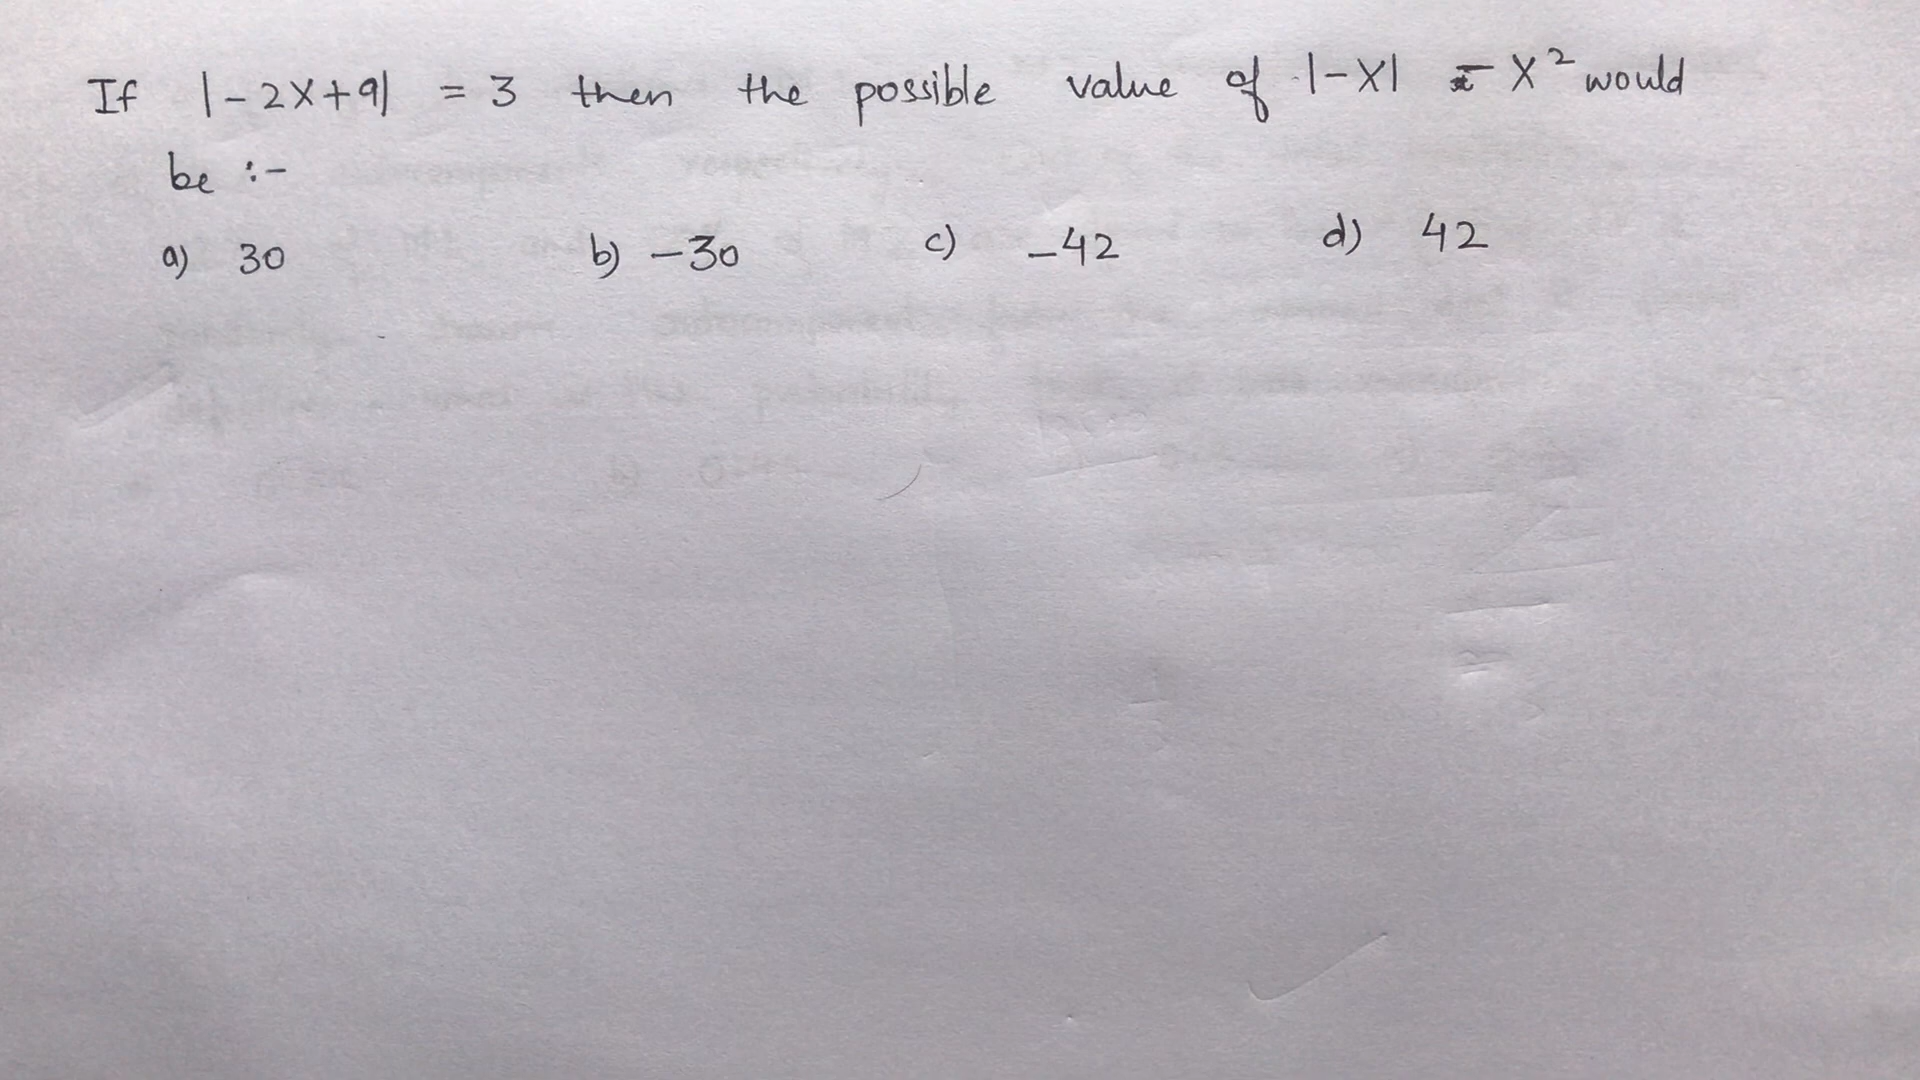 If |-2x+9| = 3 then the possible value of |-x| - x² would
be :-
a) 30 b) -30 c) -42 d) 42